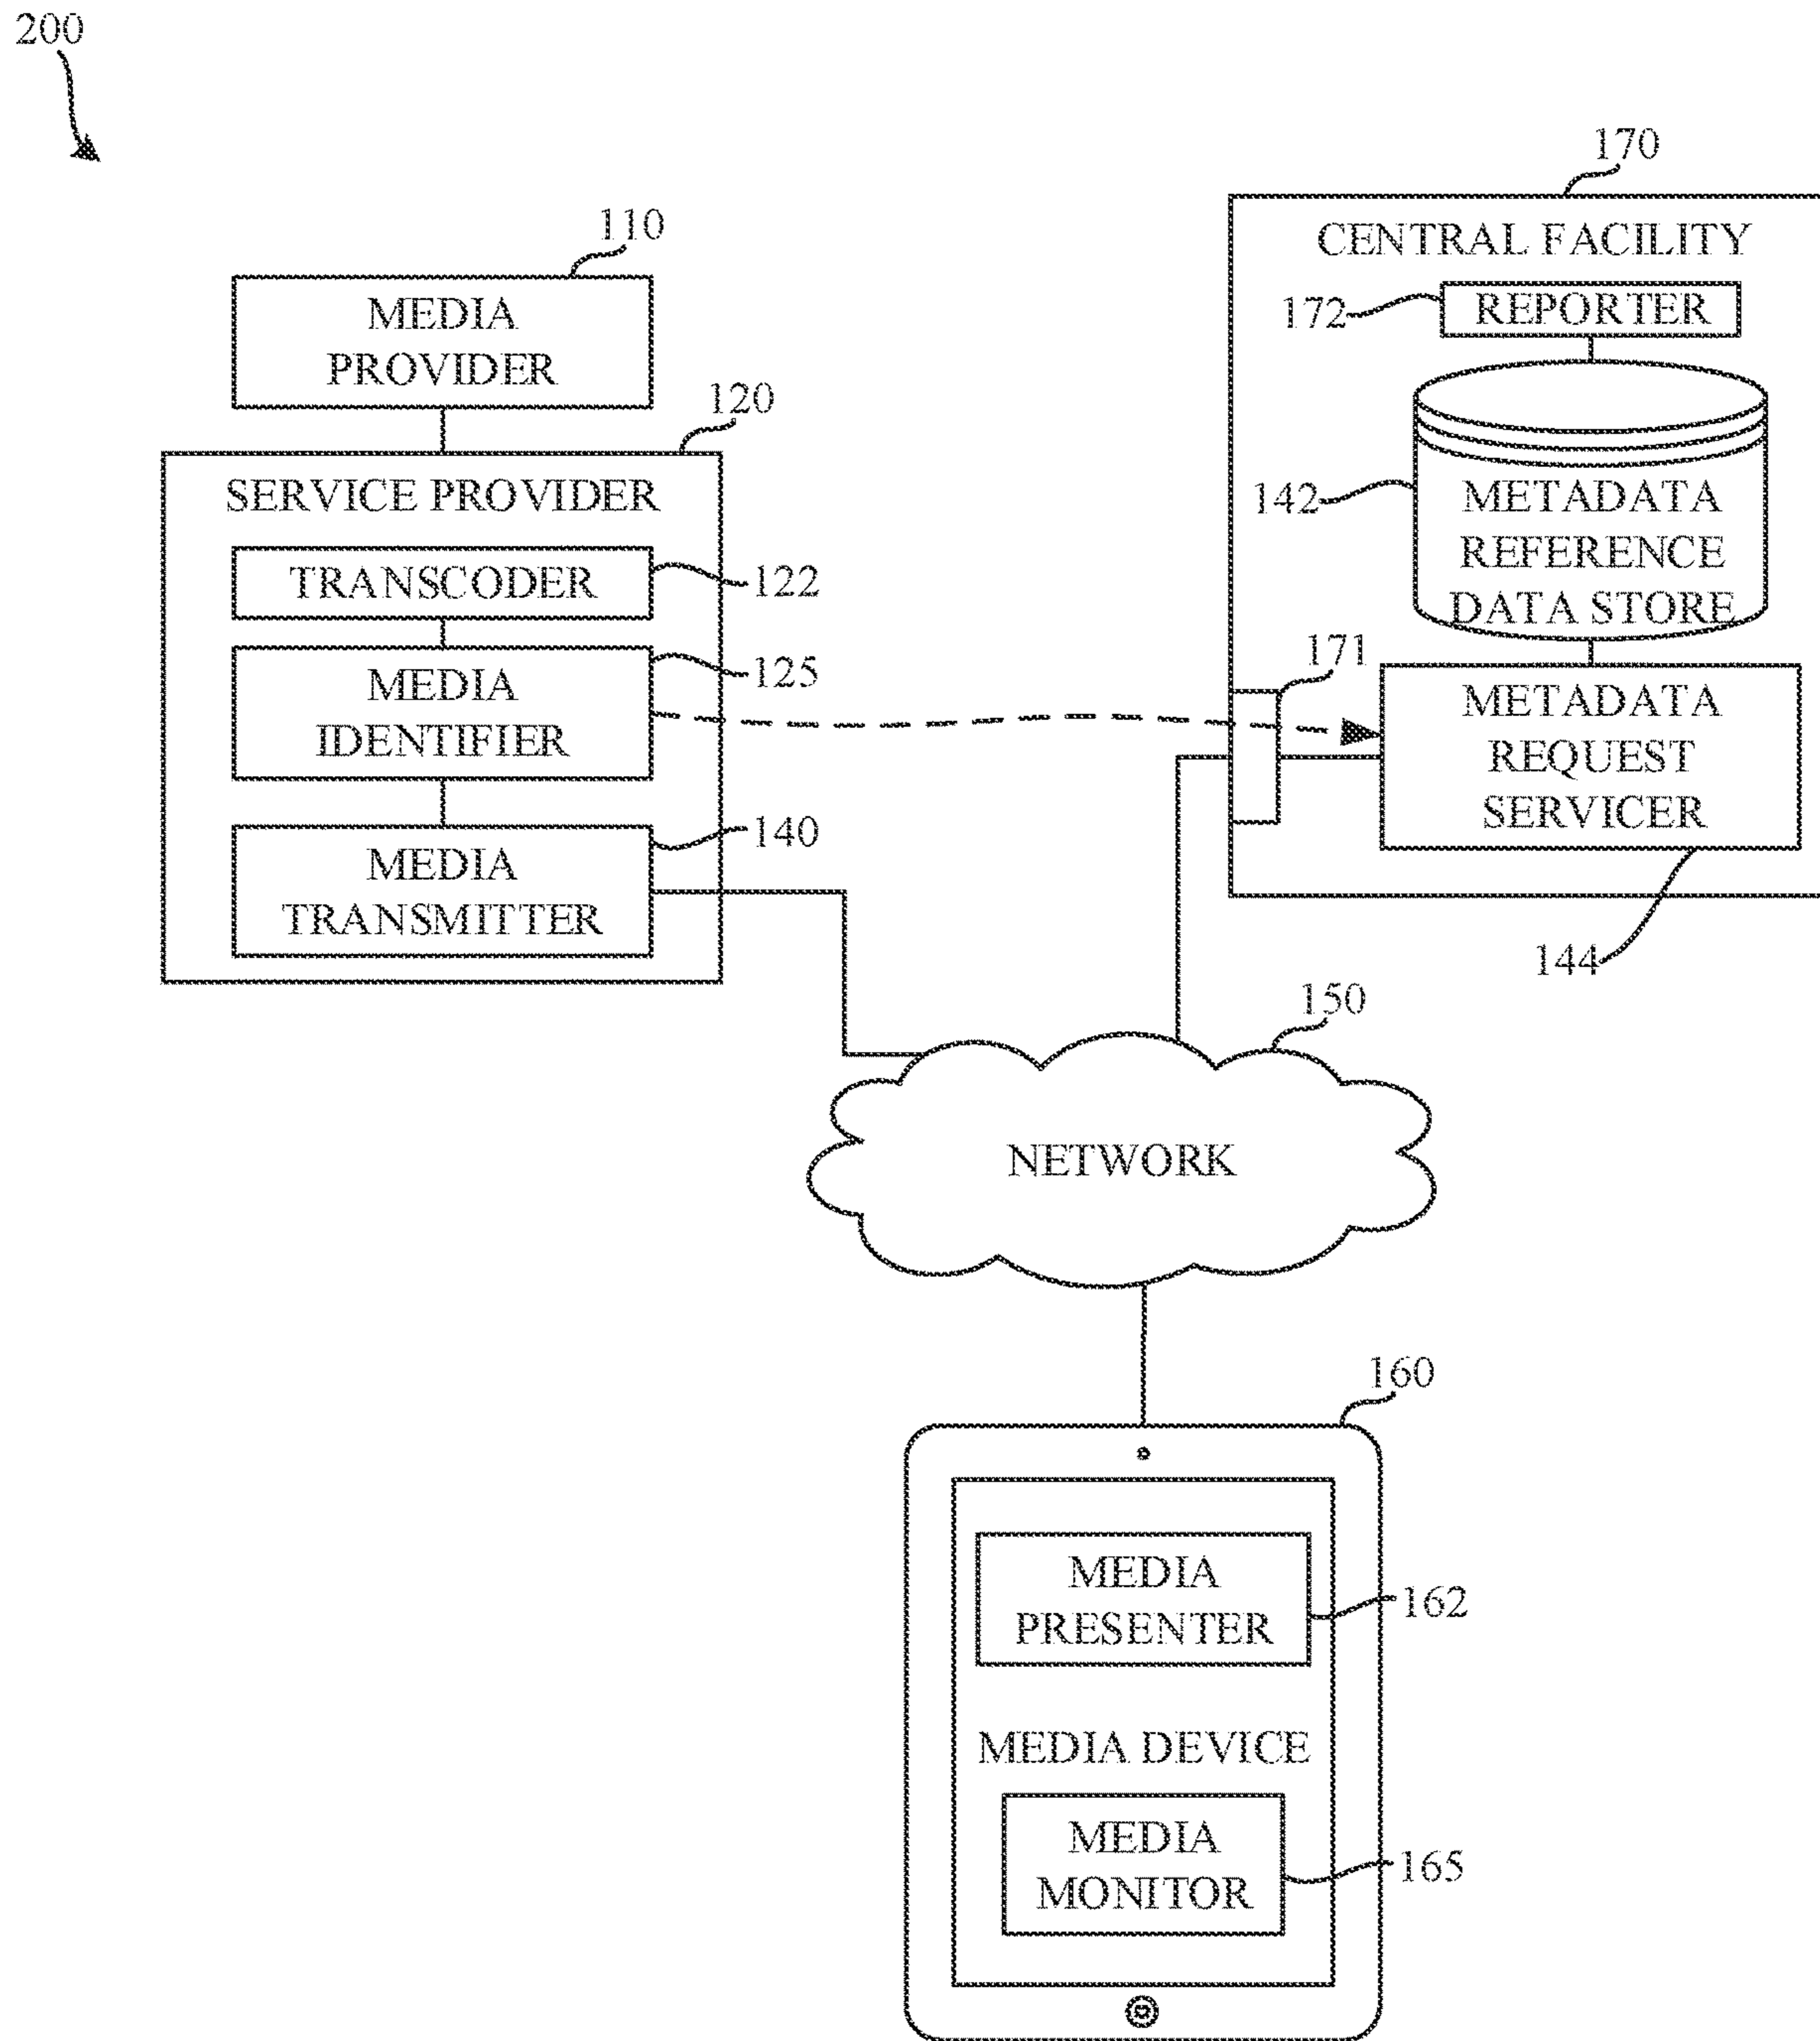 200
110
MEDIA
PROVIDER
120
SERVICE PROVIDER
TRANSCODER
122
MEDIA
IDENTIFIER
125
MEDIA
TRANSMITTER
140
170
CENTRAL FACILITY
172
REPORTER
142
METADATA
REFERENCE
DATA STORE
171
METADATA
REQUEST
SERVICER
144
150
NETWORK
160
MEDIA
PRESENTER
162
MEDIA DEVICE
MEDIA
MONITOR
165